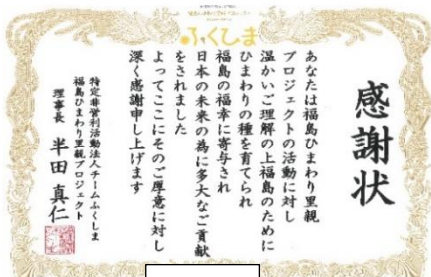 ふくしま
感謝状
あなたは福島ひまわり里親
プロジェクトの活動に対し
温かいご理解の上福島のために
ひまわりの種を育てられ
福島の福幸に寄与され
日本の未来の為に多大なご貢献
をされました
よってここにそのご厚意に対し
深く感謝申し上げます
特定非営利活動法人チームふくしま
福島ひまわり里親プロジェクト
理事長 半田真仁